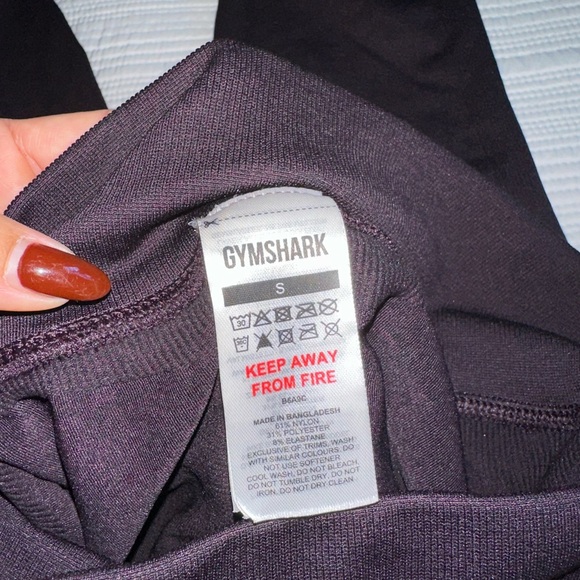 GYMSHARK
S
30
KEEP AWAY
FROM FIRE
B6A9C
MADE IN BANGLADESH
61% NYLON
31% POLYESTER
8% ELASTANE
EXCLUSIVE OF TRIMS, WASH
WITH SIMILAR COLOURS. DO
NOT USE SOFTENER
COOL WASH, DO NOT BLEACH,
DO NOT TUMBLE DRY, DO NOT
IRON, DO NOT DRY CLEAN